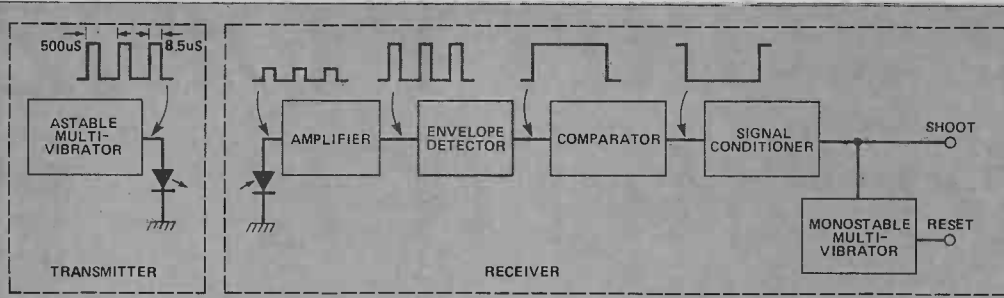 500uS
8.5uS
ASTABLE
MULTI-
VIBRATOR
TRANSMITTER
AMPLIFIER
ENVELOPE
DETECTOR
COMPARATOR
SIGNAL
CONDITIONER
SHOOT
MONOSTABLE
MULTI-
VIBRATOR
RESET
RECEIVER